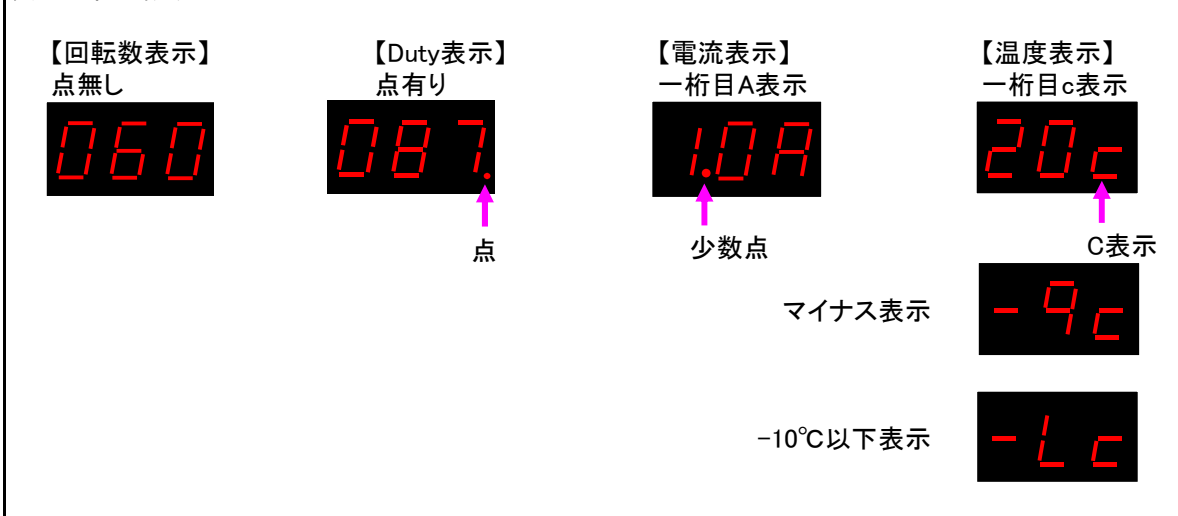 【回転数表示】
点無し
060
【Duty表示】
点有り
087.
点
【電流表示】
一桁目A表示
1.0A
少数点
【温度表示】
一桁目c表示
20c
C表示
マイナス表示
-9c
-10℃以下表示
-Lc